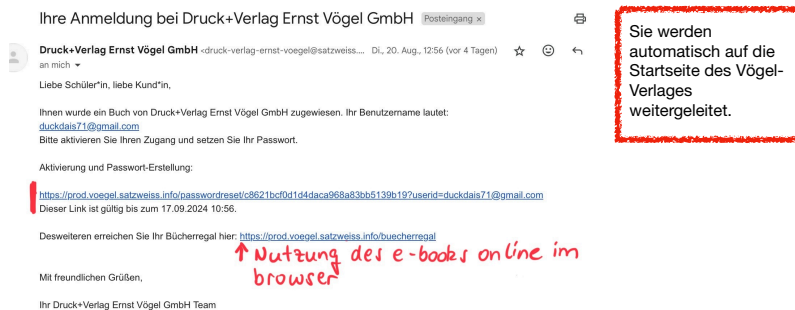 Ihre Anmeldung bei Druck+Verlag Ernst Vögel GmbH Posteingang ×
Druck+Verlag Ernst Vögel GmbH <druck-verlag-ernst-voegel@satzweiss.... Di., 20. Aug., 12:56 (vor 4 Tagen)
an mich
Liebe Schüler*in, liebe Kund*in,
Ihnen wurde ein Buch von Druck+Verlag Ernst Vögel GmbH zugewiesen. Ihr Benutzername lautet:
duckdais71@gmail.com
Bitte aktivieren Sie Ihren Zugang und setzen Sie Ihr Passwort.
Aktivierung und Passwort-Erstellung:
https://prod.voegel.satzweiss.info/passwordreset/c8621bcf0d1d4daca968a83bb5139b19?userid=duckdais71@gmail.com
Dieser Link ist gültig bis zum 17.09.2024 10:56.
Desweiteren erreichen Sie Ihr Bücherregal hier: https://prod.voegel.satzweiss.info/buecherregal
Nutzung des e-books online im
browser
Mit freundlichen Grüßen,
Ihr Druck+Verlag Ernst Vögel GmbH Team
Sie werden
automatisch auf die
Startseite des Vögel-
Verlages
weitergeleitet.